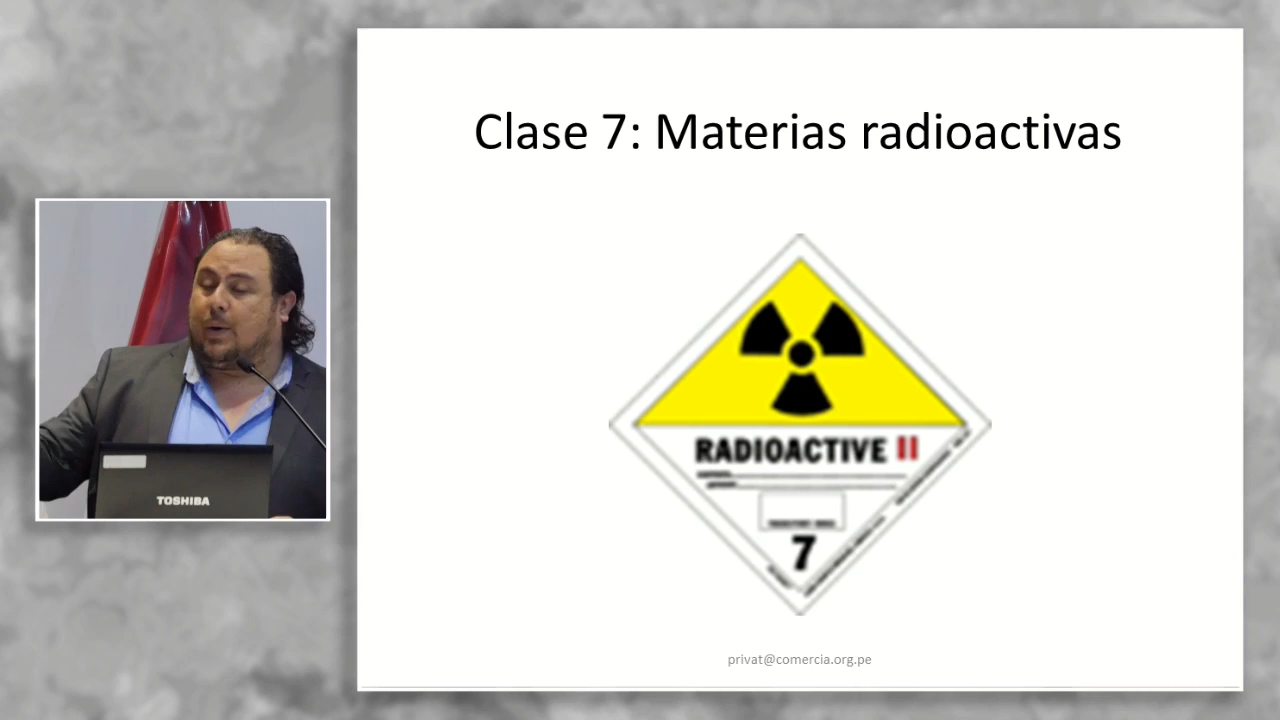 Clase 7: Materias radioactivas
RADIOACTIVE II
7
privat@comercia.org.pe
TOSHIBA